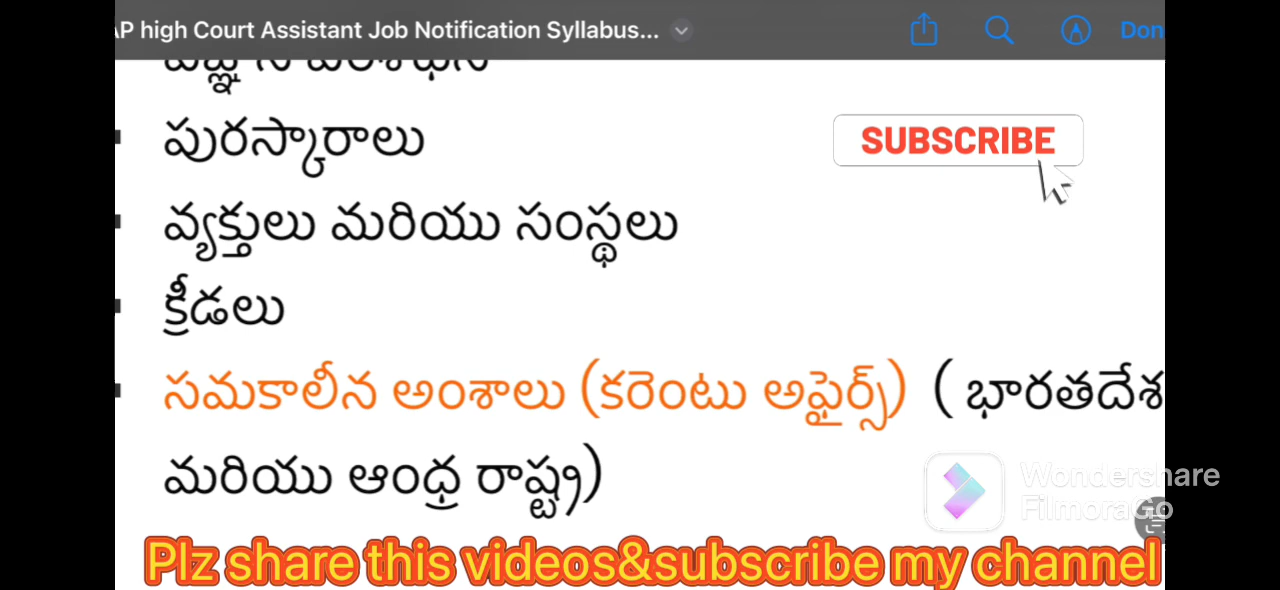 AP high Court Assistant Job Notification Syllabus...
Don
పురస్కారాలు
SUBSCRIBE
వ్యక్తులు మరియు సంస్థలు
క్రీడలు
సమకాలీన అంశాలు (కరెంటు అఫైర్స్) ( భారతదేశ
మరియు ఆంధ్ర రాష్ట్ర)
Wondershare
FilmoraGo
Plz share this videos&subscribe my channel